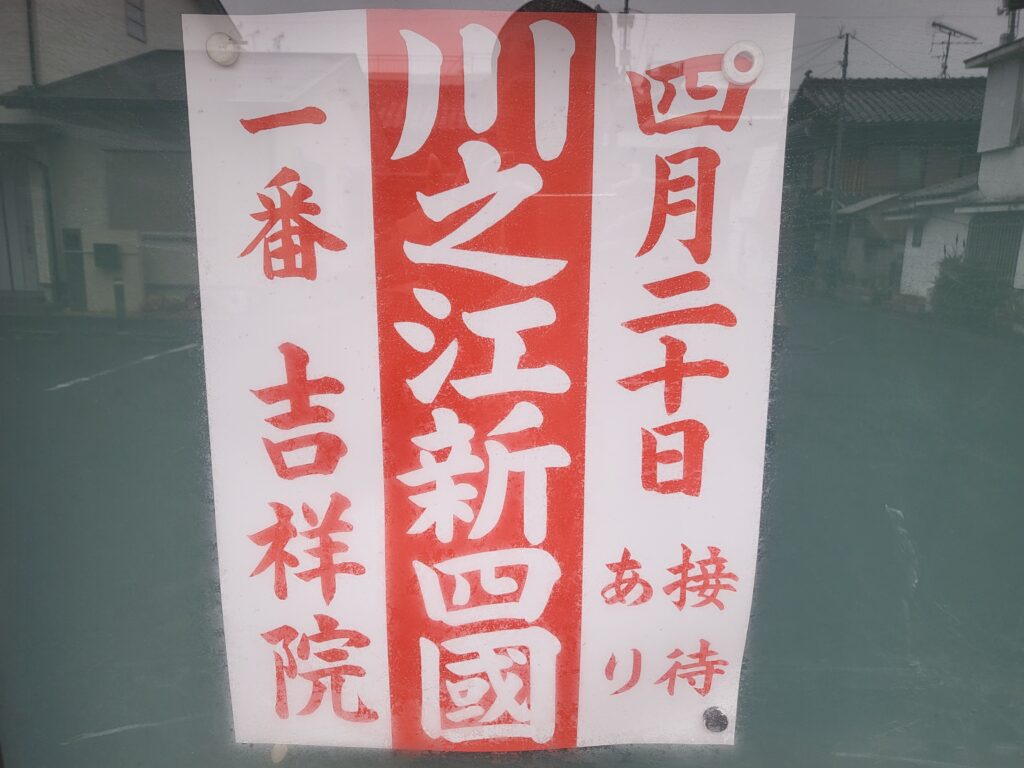 四月二十日
接待
あり
川之江新四國
一番 吉祥院